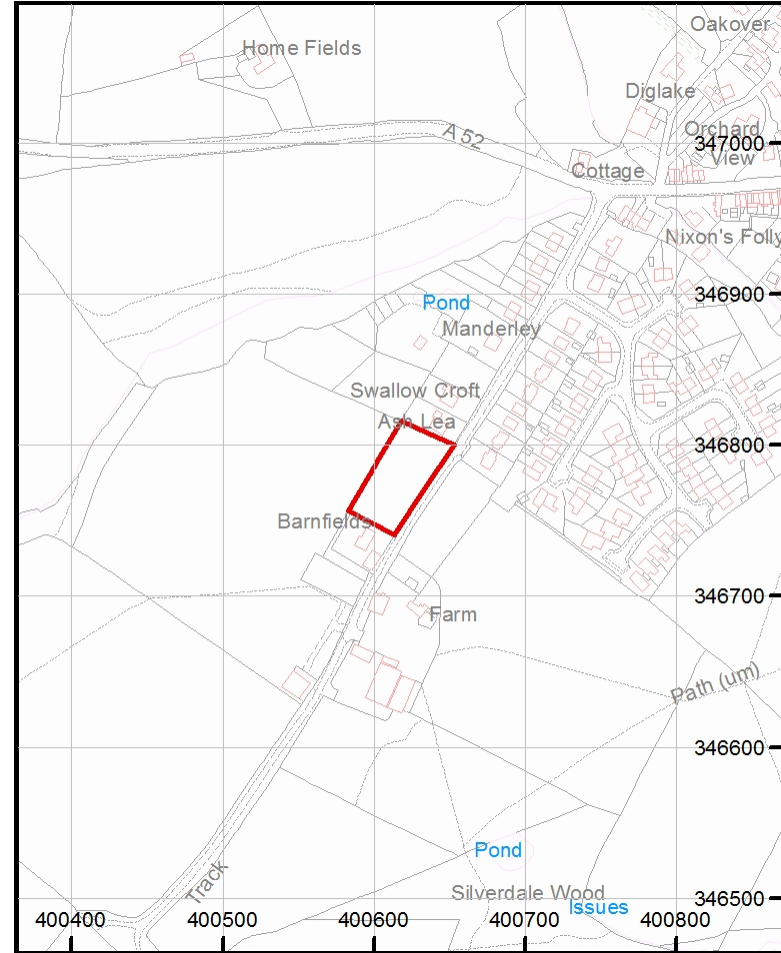 Oakover
Home Fields
Diglake
A 52
Orchard
View
347000
Cottage
Nixon's Folly
346900
Pond
Manderley
Swallow Croft
Ash Lea
346800
Barnfields
346700
Farm
Path (um)
346600
Pond
Track
Silverdale Wood
Issues
346500
400400
400500
400600
400700
400800